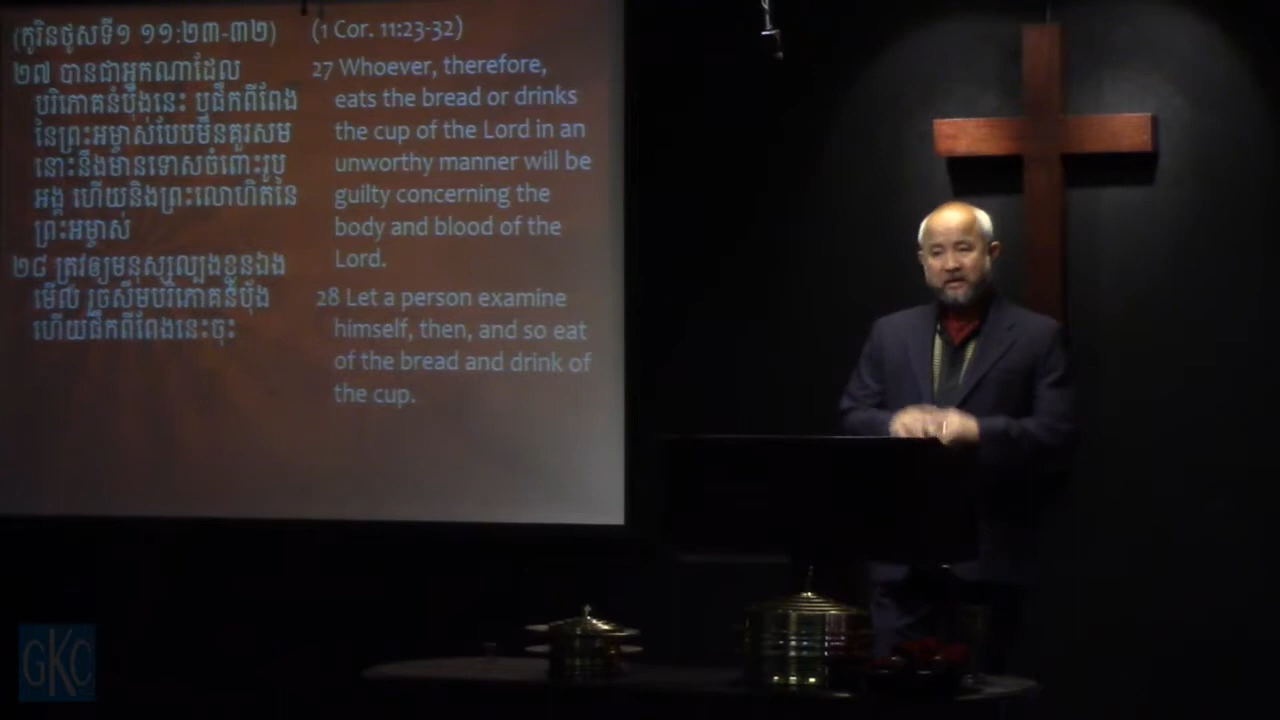 (កូរិនថូសទី១ ១១:២៣-៣២)
២៧ បានជាអ្នកណាដែល
បរិភោគនំប៉័ងនេះ ឬផឹកពីពែង
នៃព្រះអម្ចាស់បែបមិនគួរសម
នោះនឹងមានទោសចំពោះរូប
អង្គ ហើយនិងព្រះលោហិតនៃ
ព្រះអម្ចាស់
២៨ ត្រូវឲ្យមនុស្សល្បងខ្លួនឯង
មើល រួចសឹមបរិភោគនំប៉័ង
ហើយផឹកពីពែងនេះចុះ
(1 Cor. 11:23-32)
27 Whoever, therefore,
eats the bread or drinks
the cup of the Lord in an
unworthy manner will be
guilty concerning the
body and blood of the
Lord.
28 Let a person examine
himself, then, and so eat
of the bread and drink of
the cup.
GKC